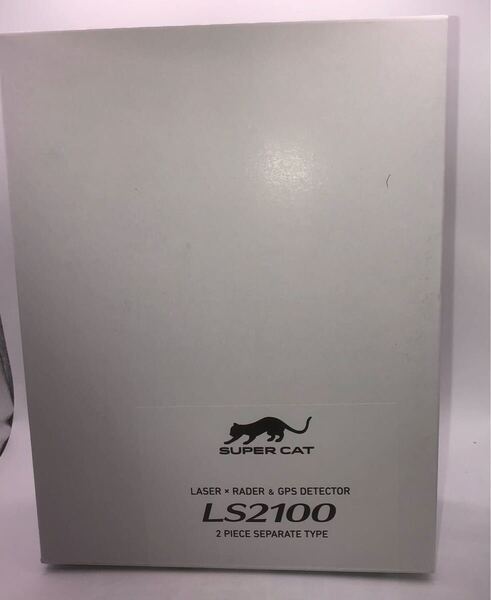 SUPER CAT
LASER × RADER & GPS DETECTOR
LS2100
2 PIECE SEPARATE TYPE